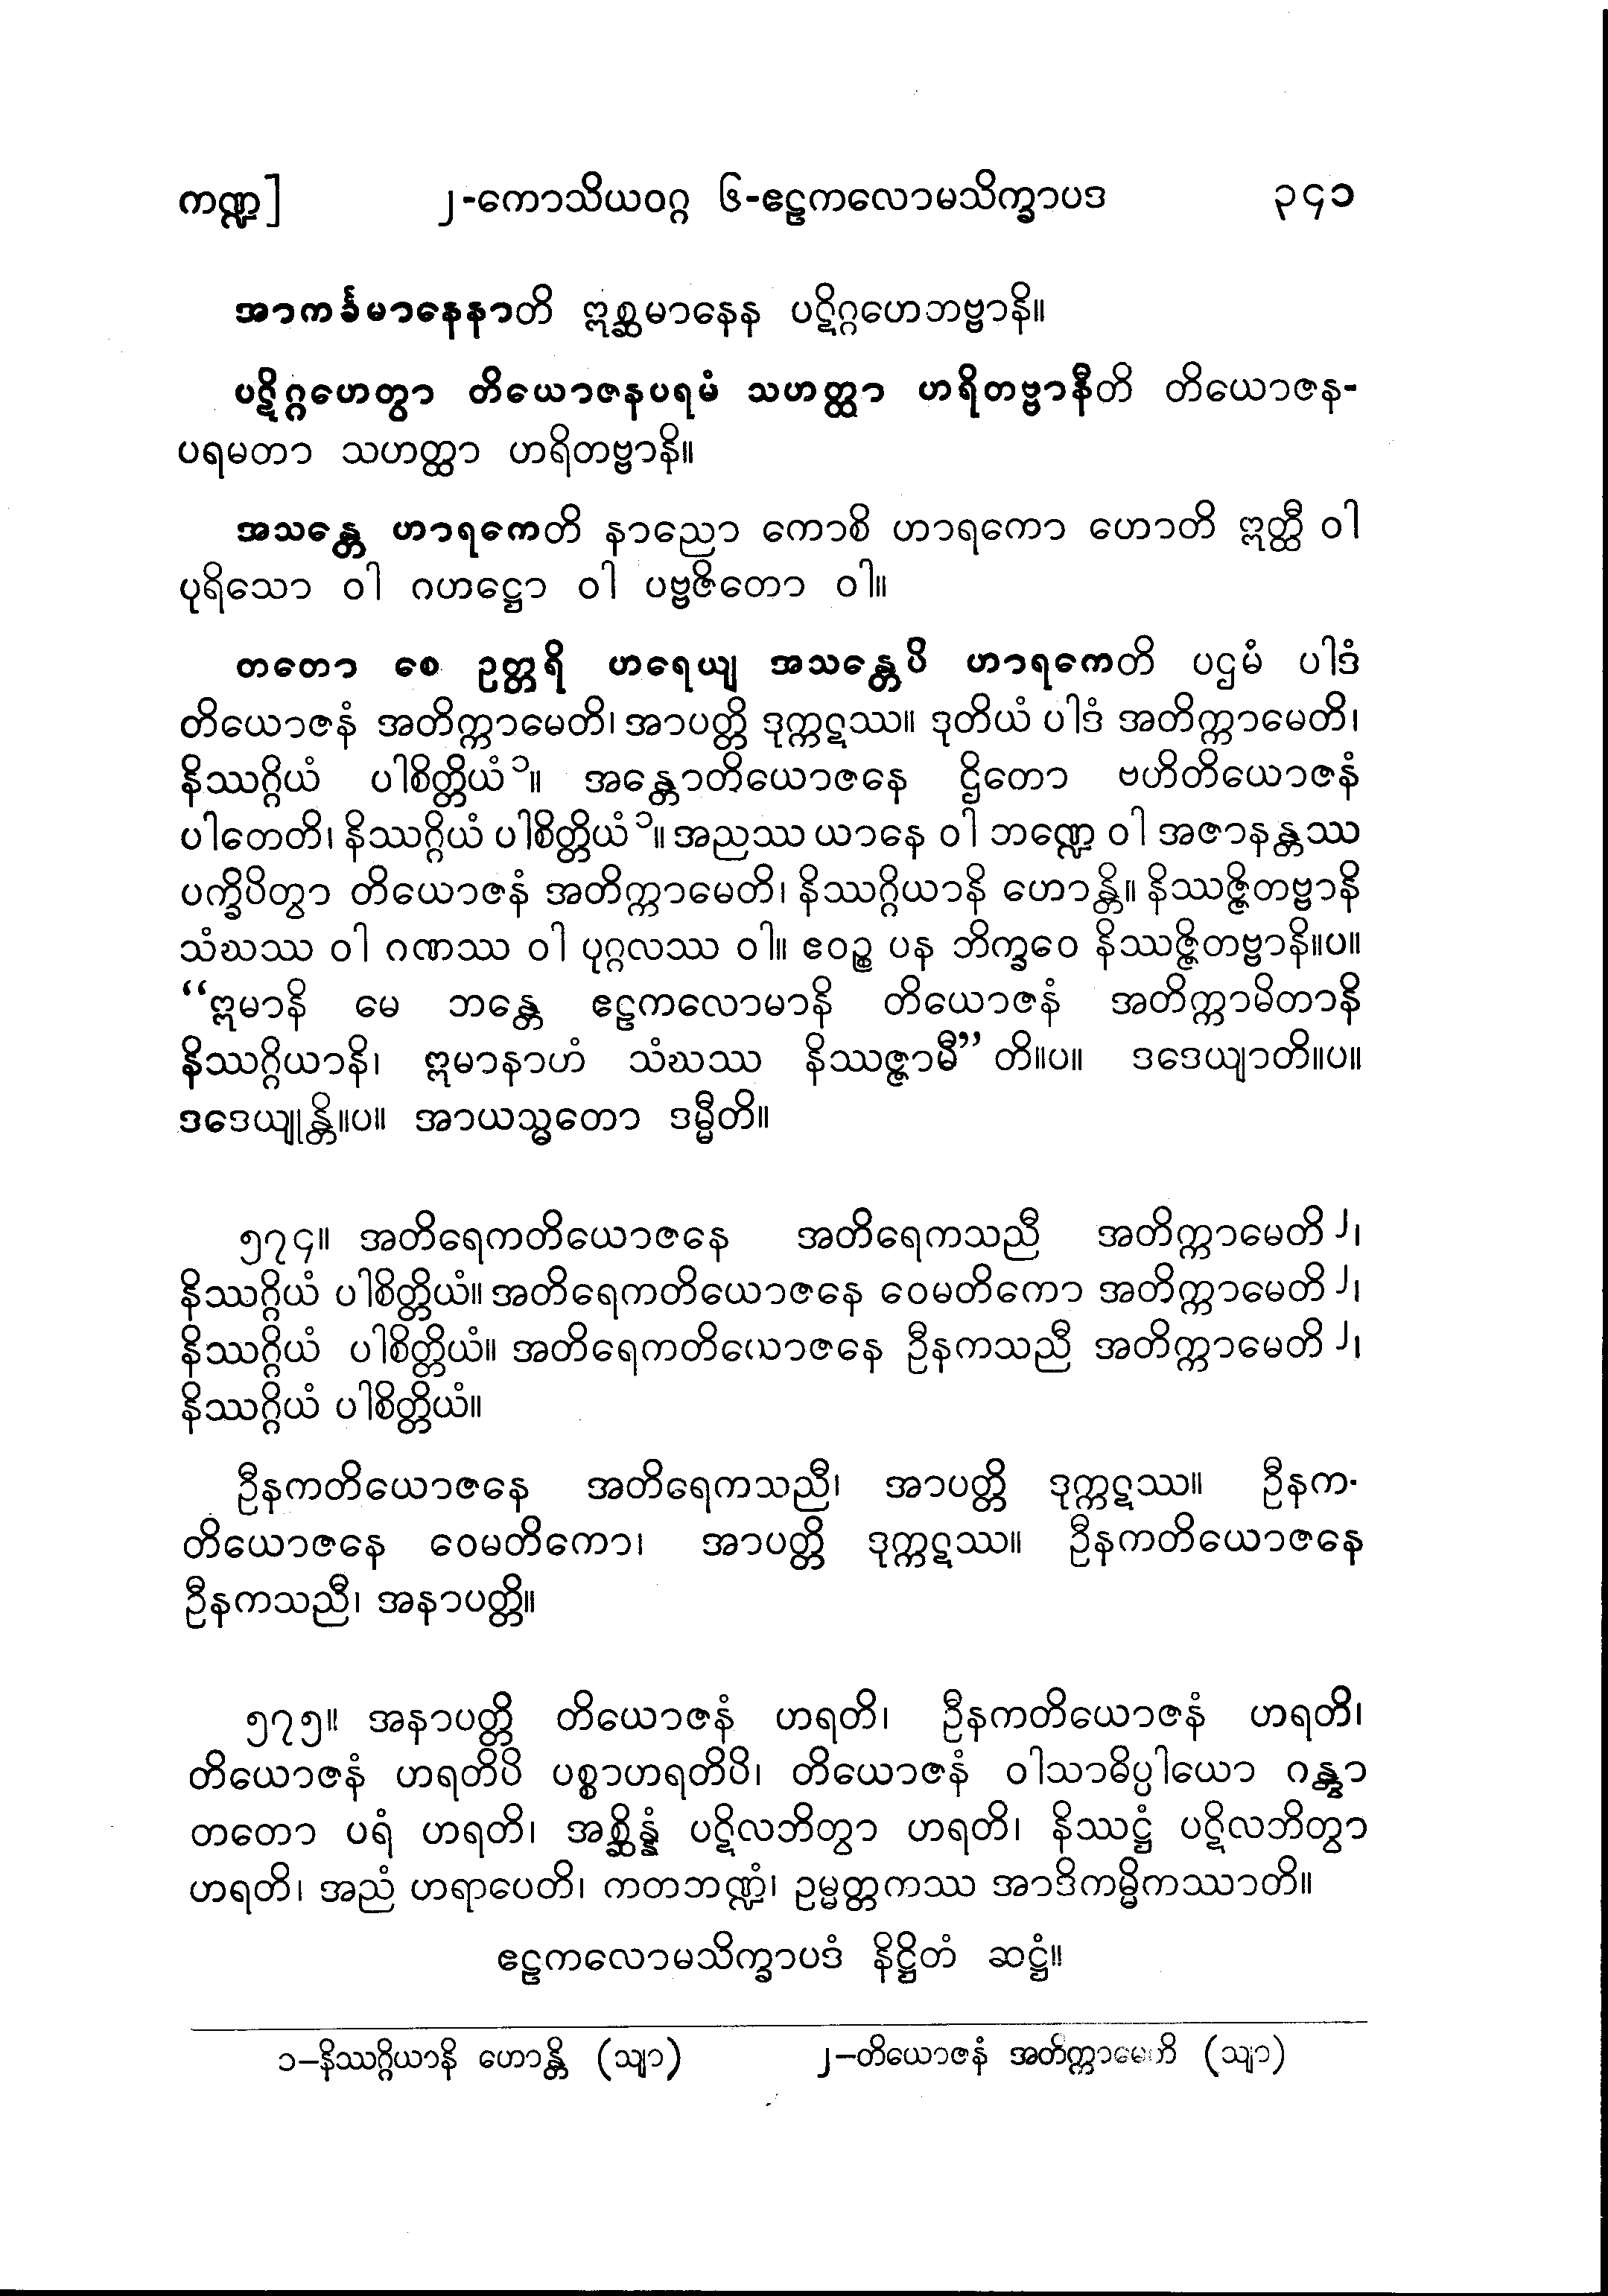 ကဏ္ဍ] ၂-ကောသိယဝဂ္ဂ ၆-ဧဠကလောမသိက္ခာပဒ ၃၄၁
အာကင်္ခမာနေနာတိ ဣစ္ဆမာနေန ပဋိဂ္ဂဟေတဗ္ဗာနိ။
ပဋိဂ္ဂဟေတွာ တိယောဇနပရမံ သဟတ္ထာ ဟရိတဗ္ဗာနီတိ တိယောဇန-
ပရမတာ သဟတ္ထာ ဟရိတဗ္ဗာနိ။
အသန္တေ ဟာရကေတိ နာညော ကောစိ ဟာရကော ဟောတိ ဣတ္ထီ ဝါ
ပုရိသော ဝါ ဂဟဋ္ဌော ဝါ ပဗ္ဗဇိတော ဝါ။
တတော စေ ဥတ္တရိ ဟရေယျ အသန္တေပိ ဟာရကေတိ ပဌမံ ပါဒံ
တိယောဇနံ အတိက္ကာမေတိ၊ အာပတ္တိ ဒုက္ကဋဿ။ ဒုတိယံ ပါဒံ အတိက္ကာမေတိ၊
နိဿဂ္ဂိယံ ပါစိတ္တိယံ၁။ အန္တောတိယောဇနေ ဌိတော ဗဟိတိယောဇနံ
ပါတေတိ၊ နိဿဂ္ဂိယံ ပါစိတ္တိယံ၁။ အညဿ ယာနေ ဝါ ဘဏ္ဍေ ဝါ အဇာနန္တဿ
ပက္ခိပိတွာ တိယောဇနံ အတိက္ကာမေတိ၊ နိဿဂ္ဂိယာနိ ဟောန္တိ။ နိဿဇ္ဇိတဗ္ဗာနိ
သံဃဿ ဝါ ဂဏဿ ဝါ ပုဂ္ဂလဿ ဝါ။ ဧဝဉ္စ ပန ဘိက္ခဝေ နိဿဇ္ဇိတဗ္ဗာနိ။ပ။
“ဣမာနိ မေ ဘန္တေ ဧဠကလောမာနိ တိယောဇနံ အတိက္ကာမိတာနိ
နိဿဂ္ဂိယာနိ၊ ဣမာနာဟံ သံဃဿ နိဿဇ္ဇာမီ” တိ။ပ။ ဒဒေယျာတိ။ပ။
ဒဒေယျုန္တိ။ပ။ အာယသ္မတော ဒမ္မီတိ။
၅၇၄။ အတိရေကတိယောဇနေ အတိရေကသညီ အတိက္ကာမေတိ၂၊
နိဿဂ္ဂိယံ ပါစိတ္တိယံ။ အတိရေကတိယောဇနေ ဝေမတိကော အတိက္ကာမေတိ၂၊
နိဿဂ္ဂိယံ ပါစိတ္တိယံ။ အတိရေကတိယောဇနေ ဦနကသညီ အတိက္ကာမေတိ၂၊
နိဿဂ္ဂိယံ ပါစိတ္တိယံ။
ဦနကတိယောဇနေ အတိရေကသညီ၊ အာပတ္တိ ဒုက္ကဋဿ။ ဦနက-
တိယောဇနေ ဝေမတိကော၊ အာပတ္တိ ဒုက္ကဋဿ။ ဦနကတိယောဇနေ
ဦနကသညီ၊ အနာပတ္တိ။
၅၇၅။ အနာပတ္တိ တိယောဇနံ ဟရတိ၊ ဦနကတိယောဇနံ ဟရတိ၊
တိယောဇနံ ဟရတိပိ ပစ္စာဟရတိပိ၊ တိယောဇနံ ဝါသာဓိပ္ပါယော ဂန္တွာ
တတော ပရံ ဟရတိ၊ အစ္ဆိန္နံ ပဋိလဘိတွာ ဟရတိ၊ နိဿဋ္ဌံ ပဋိလဘိတွာ
ဟရတိ၊ အညံ ဟရာပေတိ၊ ကတဘဏ္ဍံ၊ ဥမ္မတ္တကဿ အာဒိကမ္မိကဿာတိ။
ဧဠကလောမသိက္ခာပဒံ နိဋ္ဌိတံ ဆဋ္ဌံ။
၁–နိဿဂ္ဂိယာနိ ဟောန္တိ (သျာ) ၂–တိယောဇနံ အတိက္ကာမေတိ (သျာ)